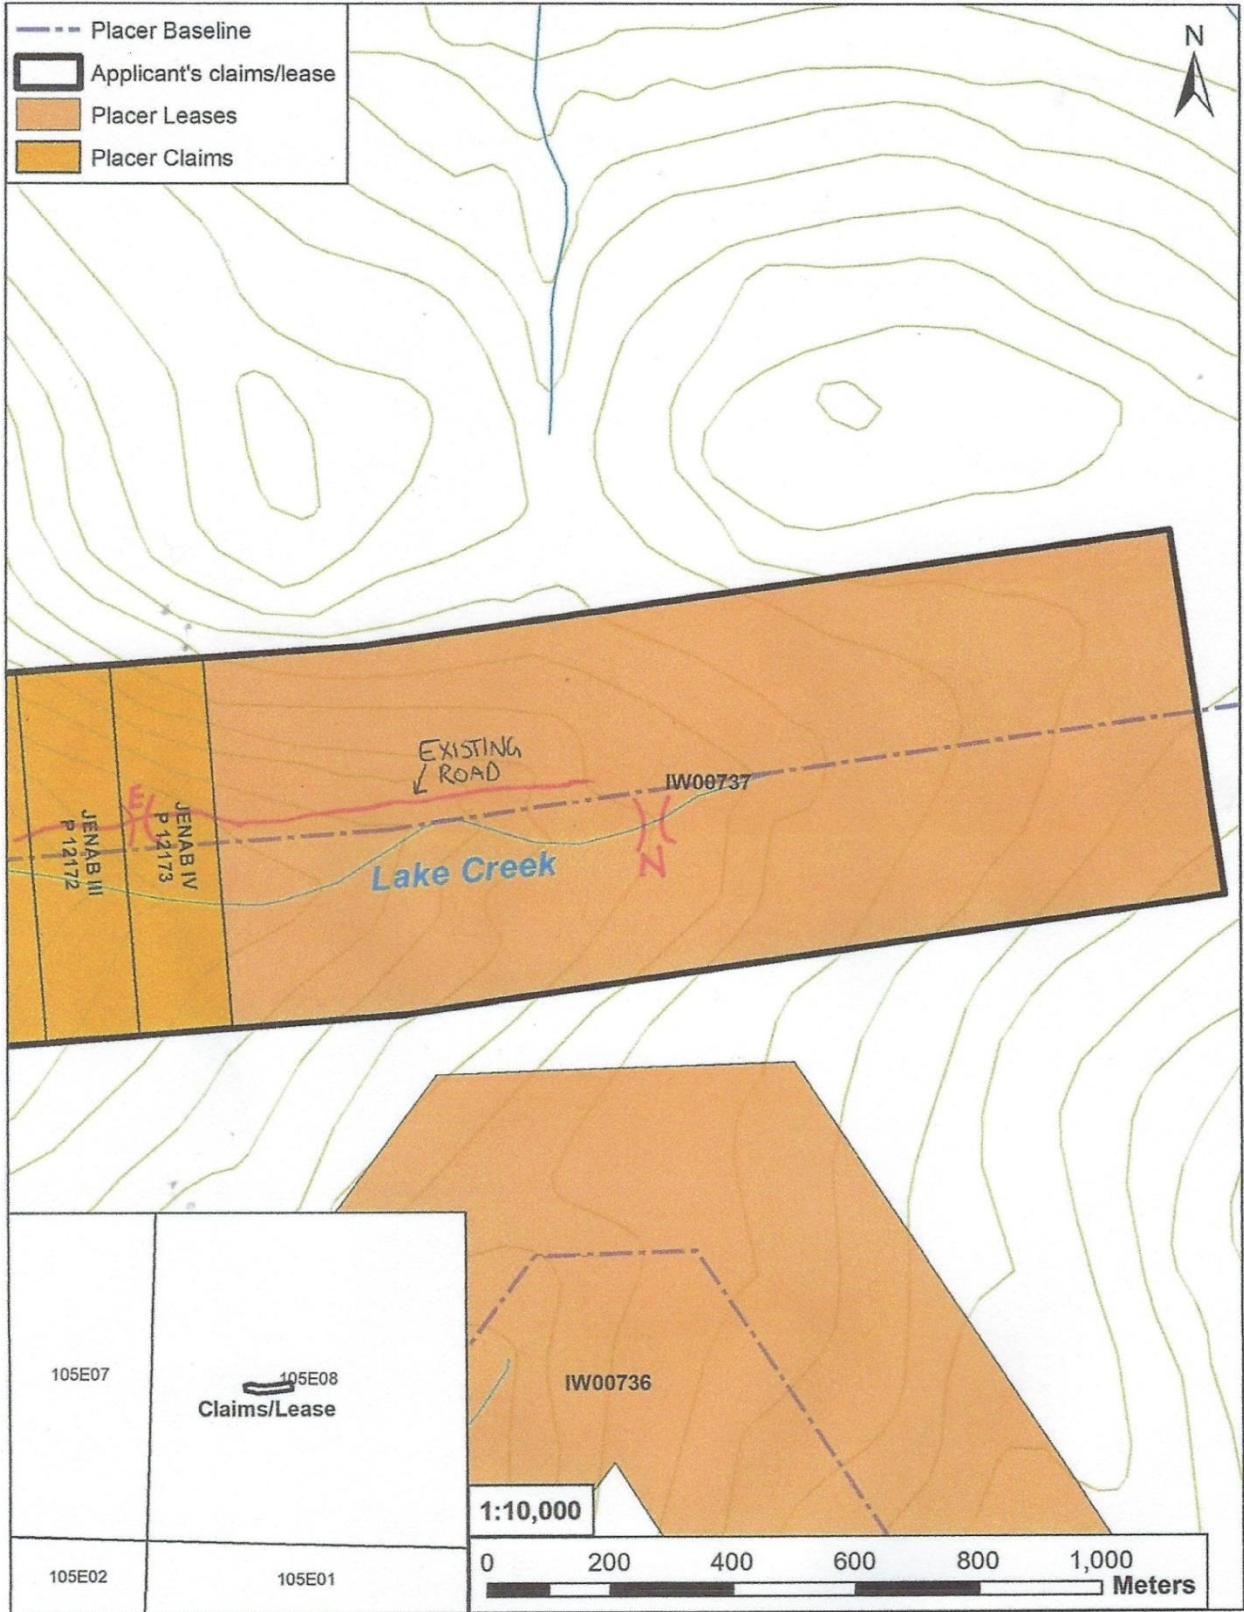 Placer Baseline
Applicant's claims/lease
Placer Leases
Placer Claims
N
EXISTING
ROAD
IW00737
E
JENAB IV
P 12173
JENAB III
P 12172
Lake Creek
N
105E07
105E08
Claims/Lease
IW00736
1:10,000
105E02
105E01
0 200 400 600 800 1,000
Meters